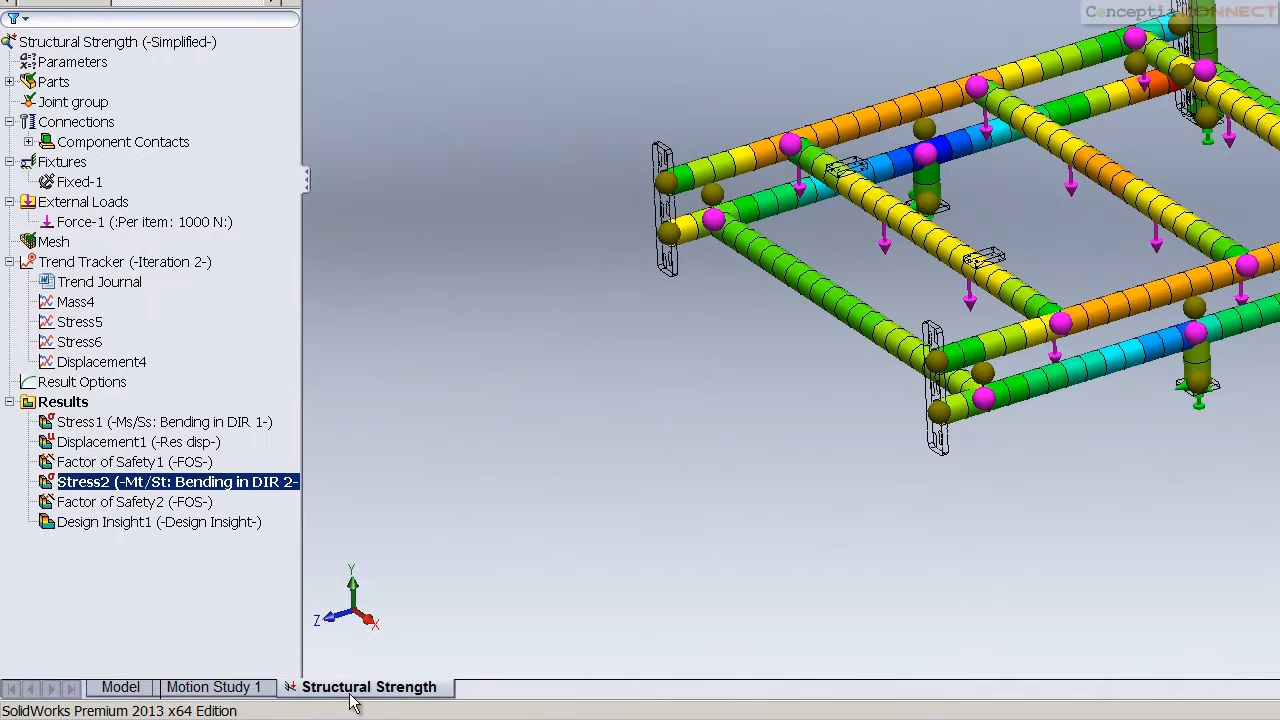 Conception CONNECT
Structural Strength (-Simplified-)
Parameters
Parts
Joint group
Connections
Component Contacts
Fixtures
Fixed-1
External Loads
Force-1 (:Per item: 1000 N:)
Mesh
Trend Tracker (-Iteration 2-)
Trend Journal
Mass4
Stress5
Stress6
Displacement4
Result Options
Results
Stress1 (-Ms/Ss: Bending in DIR 1-)
Displacement1 (-Res disp-)
Factor of Safety1 (-FOS-)
Stress2 (-Mt/St: Bending in DIR 2-
Factor of Safety2 (-FOS-)
Design Insight1 (-Design Insight-)
Y
Z
X
Model
Motion Study 1
Structural Strength
SolidWorks Premium 2013 x64 Edition